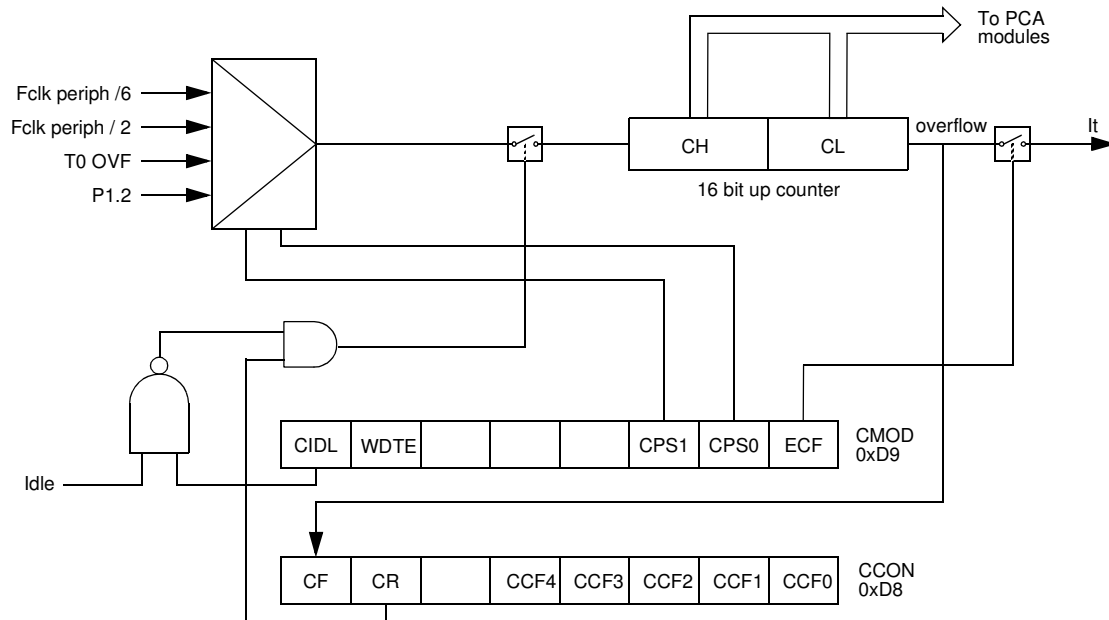 To PCA
modules
Fclk periph /6
Fclk periph / 2
T0 OVF
P1.2
CH
CL
overflow
It
16 bit up counter
CIDL
WDTE
CPS1
CPS0
ECF
CMOD
0xD9
Idle
CF
CR
CCF4
CCF3
CCF2
CCF1
CCF0
CCON
0xD8